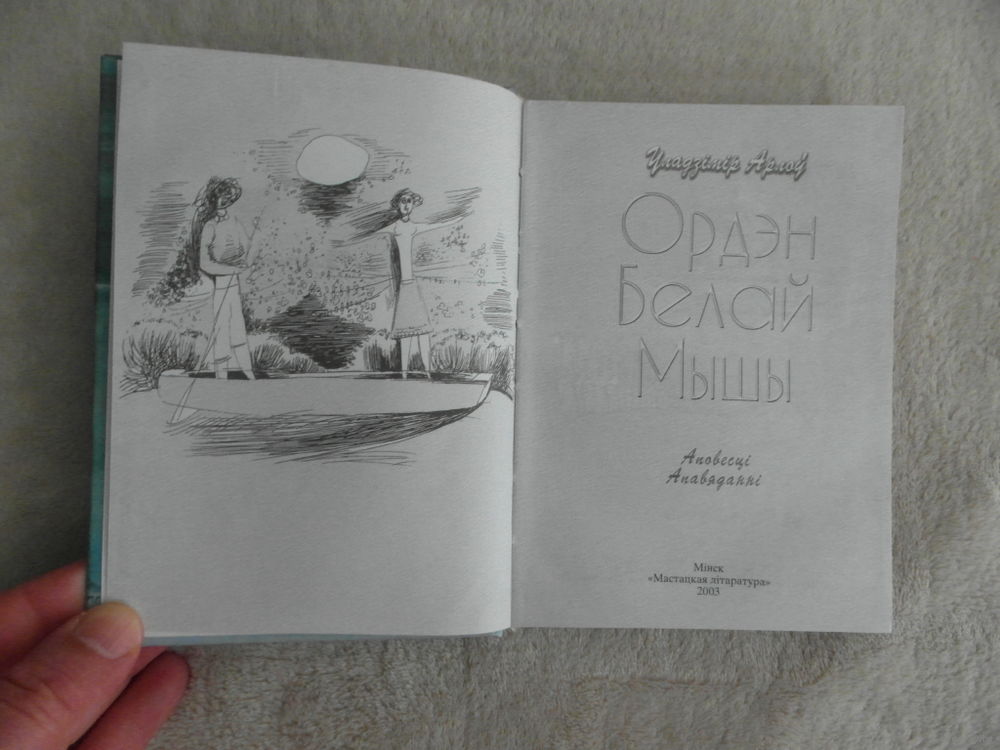 Уладзімір Арлоў
Ордэн
Белай
Мышы
Аповесці
Апавяданні
Мінск
«Мастацкая літаратура»
2003